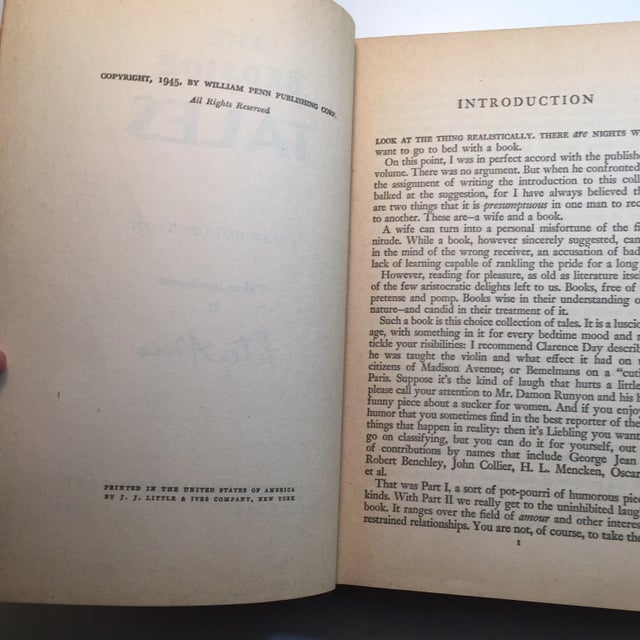 COPYRIGHT, 1945, BY WILLIAM PENN PUBLISHING CORP.
All Rights Reserved
PRINTED IN THE UNITED STATES OF AMERICA
BY J. J. LITTLE & IVES COMPANY, NEW YORK
INTRODUCTION
LOOK AT THE THING REALISTICALLY. THERE are NIGHTS W
want to go to bed with a book.
On this point, I was in perfect accord with the publish
volume. There was no argument. But when he confronted
the assignment of writing the introduction to this coll
balked at the suggestion, for I have always believed th
are two things that it is presumptuous in one man to rec
to another. These are—a wife and a book.
A wife can turn into a personal misfortune of the fi
nitude. While a book, however sincerely suggested, can
in the mind of the wrong receiver, an accusation of bad
lack of learning capable of rankling the pride for a long
However, reading for pleasure, as old as literature itsel
of the few aristocratic delights left to us. Books, free of
pretense and pomp. Books wise in their understanding o
nature—and candid in their treatment of it.
Such a book is this choice collection of tales. It is a luscio
age, with something in it for every bedtime mood and
tickle your risibilities: I recommend Clarence Day describ
he was taught the violin and what effect it had on
citizens of Madison Avenue; or Bemelmans on a "cuti
Paris. Suppose it's the kind of laugh that hurts a little
please call your attention to Mr. Damon Runyon and his h
funny piece about a sucker for women. And if you enjoy
humor that you sometimes find in the best reporter of the
things that happen in reality: then it's Liebling you want
go on classifying, but you can do it for yourself, out
of contributions by names that include George Jean
Robert Benchley, John Collier, H. L. Mencken, Oscar
et al.
That was Part I, a sort of pot-pourri of humorous piec
kinds. With Part II we really get to the uninhibited laug
book. It ranges over the field of amour and other interes
restrained relationships. You are not, of course, to take the
1